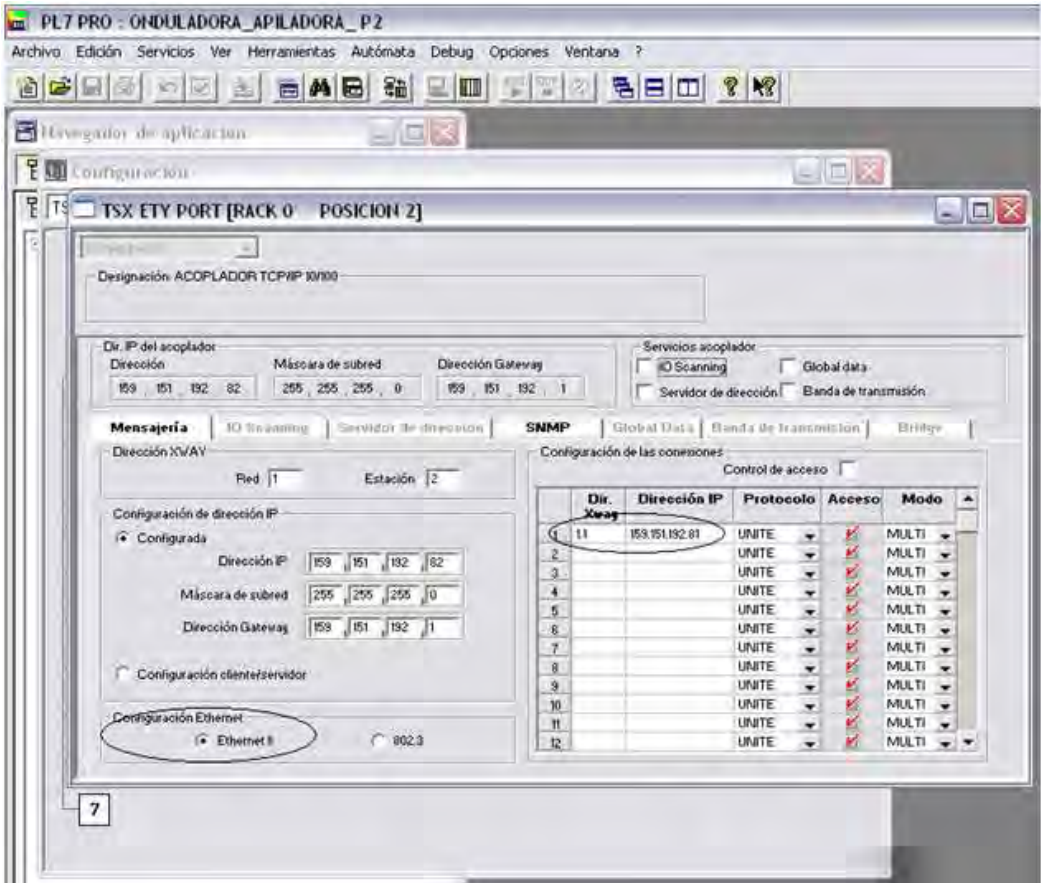 PL7 PRO : ONDULADORA_APILADORA_P2
Archivo Edición Servicios Ver Herramientas Autómata Debug Opciones Ventana ?
Navegador de aplicación
Configuración
TSX ETY PORT [RACK 0 POSICION 2]
Designación: ACOPLADOR TCP/IP 10/100
Dir. IP del acoplador
Dirección Máscara de subred Dirección Gateway
159 . 151 . 192 . 82 255 . 255 . 255 . 0 159 . 151 . 192 . 1
Servicios acoplador
IO Scanning Global data
Servidor de dirección Banda de transmisión
Mensajería IO Scanning Servidor de dirección SNMP Global Data Banda de transmisión Bridge
Dirección XWAY
Red 1 Estación 2
Configuración de dirección IP
Configurada
Dirección IP 159 . 151 . 192 . 82
Máscara de subred 255 . 255 . 255 . 0
Dirección Gateway 159 . 151 . 192 . 1
Configuración cliente/servidor
Configuración Ethernet
Ethernet II 802.3
Configuración de las conexiones
Control de acceso
Dir. Xway Dirección IP Protocolo Acceso Modo
1 1.1 159.151.192.81 UNITE MULTI
2 UNITE MULTI
3 UNITE MULTI
4 UNITE MULTI
5 UNITE MULTI
6 UNITE MULTI
7 UNITE MULTI
8 UNITE MULTI
9 UNITE MULTI
10 UNITE MULTI
11 UNITE MULTI
12 UNITE MULTI
7